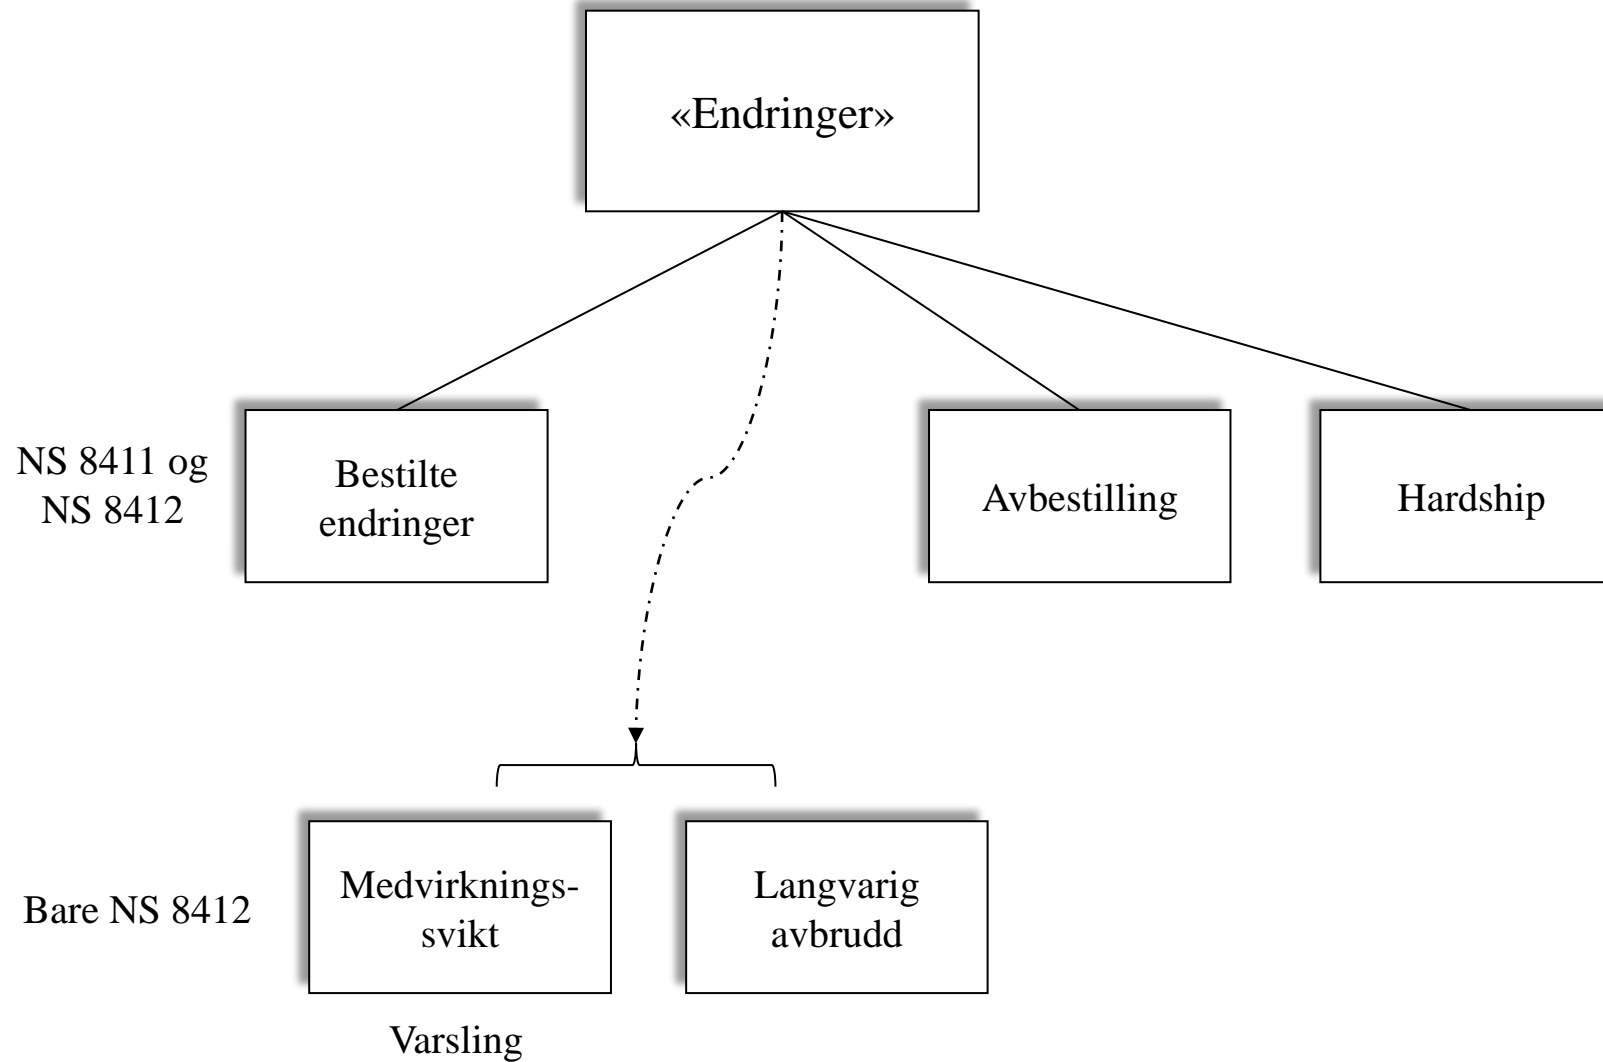 «Endringer»
NS 8411 og
NS 8412
Bestilte
endringer
Avbestilling
Hardship
Bare NS 8412
Medvirknings-
svikt
Langvarig
avbrudd
Varsling